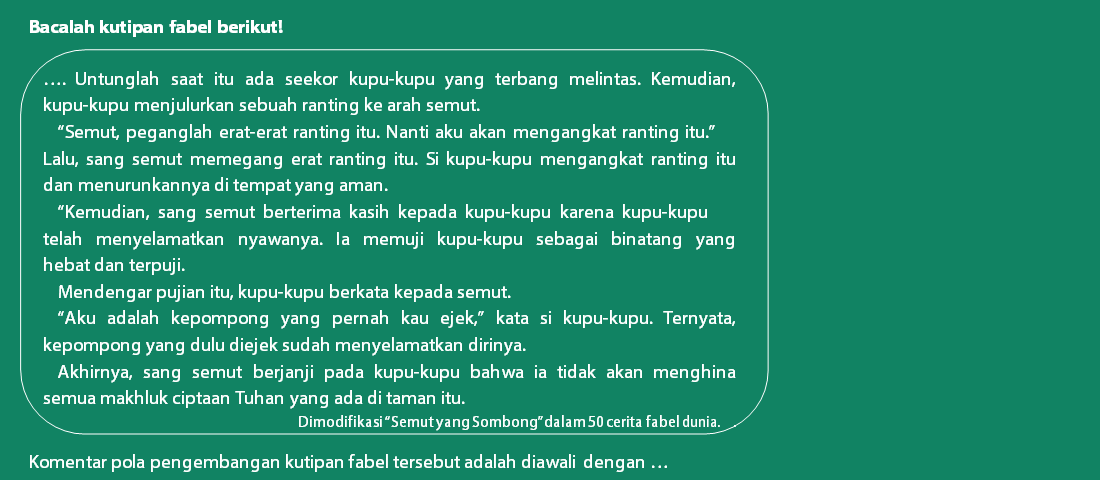 Bacalah kutipan fabel berikut!
.... Untunglah saat itu ada seekor kupu-kupu yang terbang melintas. Kemudian,
kupu-kupu menjulurkan sebuah ranting ke arah semut.
“Semut, peganglah erat-erat ranting itu. Nanti aku akan mengangkat ranting itu.”
Lalu, sang semut memegang erat ranting itu. Si kupu-kupu mengangkat ranting itu
dan menurunkannya di tempat yang aman.
“Kemudian, sang semut berterima kasih kepada kupu-kupu karena kupu-kupu
telah menyelamatkan nyawanya. Ia memuji kupu-kupu sebagai binatang yang
hebat dan terpuji.
Mendengar pujian itu, kupu-kupu berkata kepada semut.
“Aku adalah kepompong yang pernah kau ejek,” kata si kupu-kupu. Ternyata,
kepompong yang dulu diejek sudah menyelamatkan dirinya.
Akhirnya, sang semut berjanji pada kupu-kupu bahwa ia tidak akan menghina
semua makhluk ciptaan Tuhan yang ada di taman itu.
Dimodifikasi “Semut yang Sombong” dalam 50 cerita fabel dunia. .
Komentar pola pengembangan kutipan fabel tersebut adalah diawali dengan ...